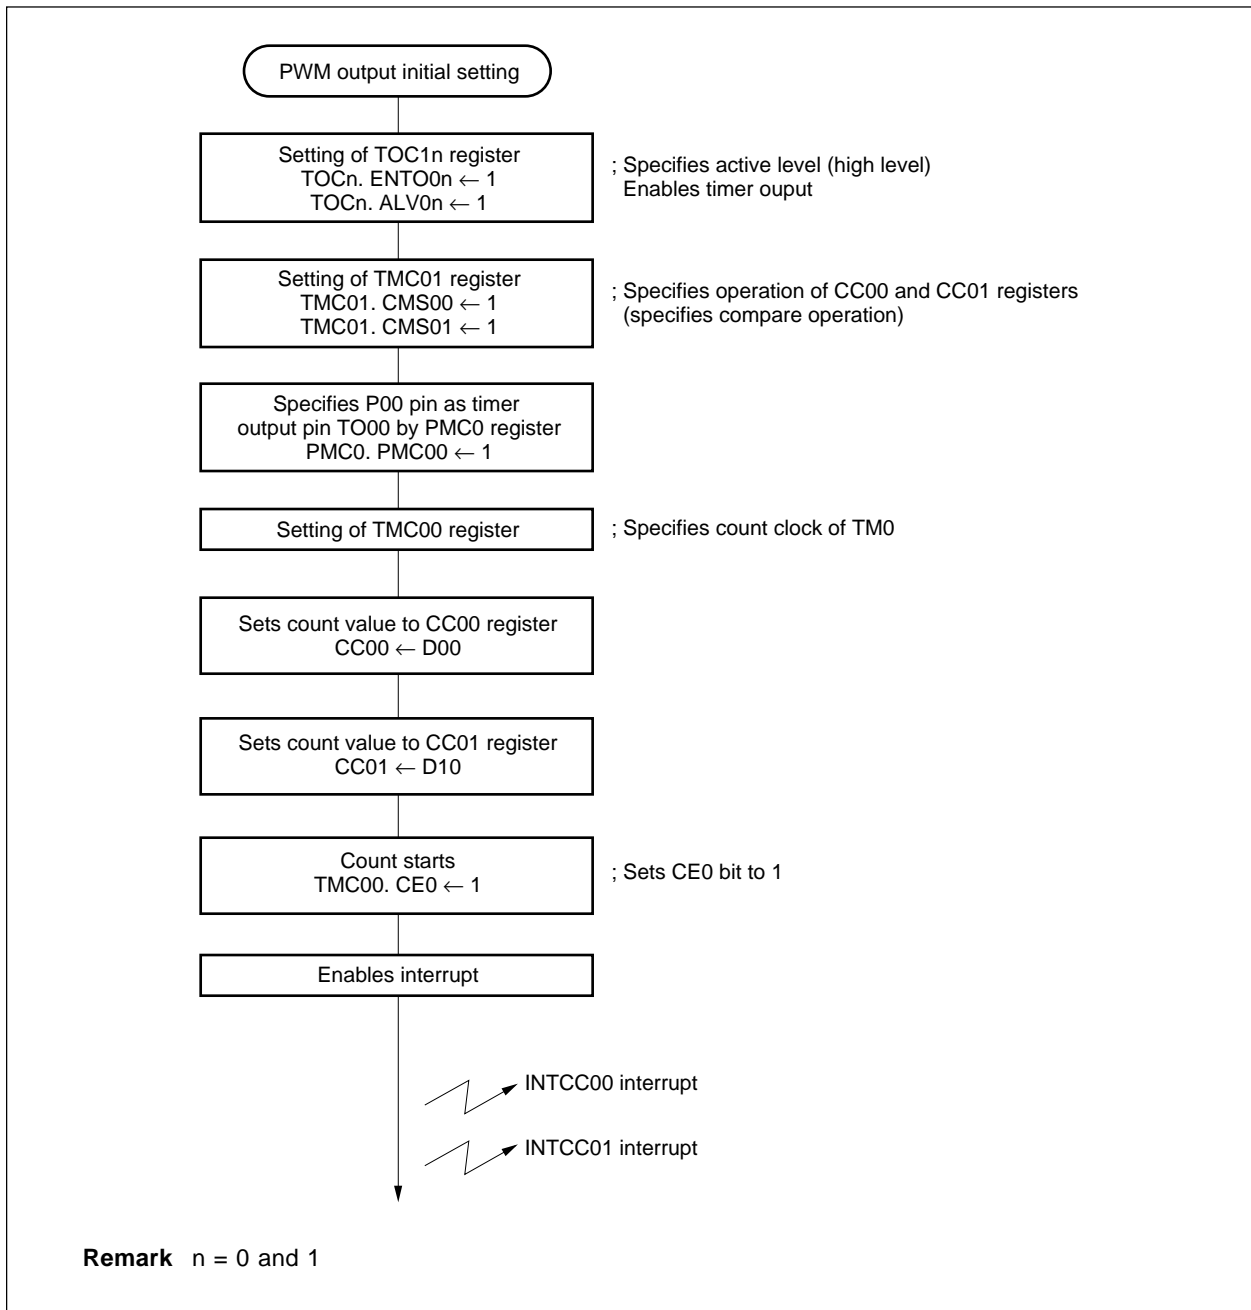 PWM output initial setting
Setting of TOC1n register
TOCn. ENTO0n ← 1
TOCn. ALV0n ← 1
; Specifies active level (high level)
Enables timer ouput
Setting of TMC01 register
TMC01. CMS00 ← 1
TMC01. CMS01 ← 1
; Specifies operation of CC00 and CC01 registers
(specifies compare operation)
Specifies P00 pin as timer
output pin TO00 by PMC0 register
PMC0. PMC00 ← 1
Setting of TMC00 register
; Specifies count clock of TM0
Sets count value to CC00 register
CC00 ← D00
Sets count value to CC01 register
CC01 ← D10
Count starts
TMC00. CE0 ← 1
; Sets CE0 bit to 1
Enables interrupt
INTCC00 interrupt
INTCC01 interrupt
Remark n = 0 and 1